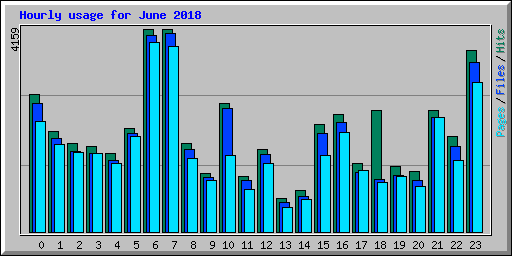 Hourly usage for June 2018
4159
Pages/Files/Hits
0 1 2 3 4 5 6 7 8 9 10 11 12 13 14 15 16 17 18 19 20 21 22 23